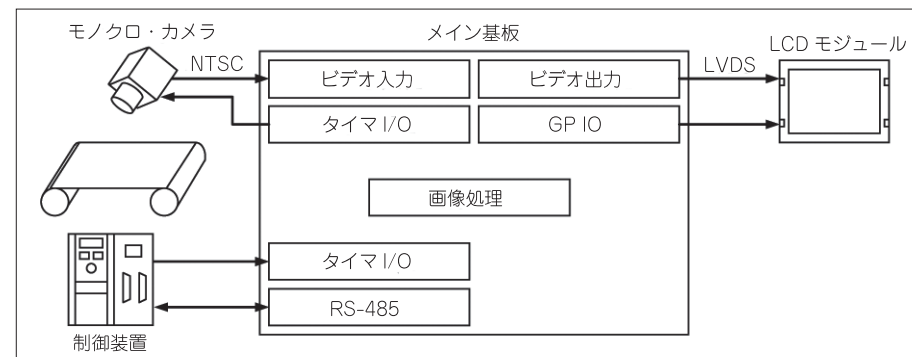 モノクロ・カメラ
メイン基板
LCD モジュール
NTSC
ビデオ入力
ビデオ出力
LVDS
タイマ I/O
GP IO
画像処理
タイマ I/O
RS-485
制御装置